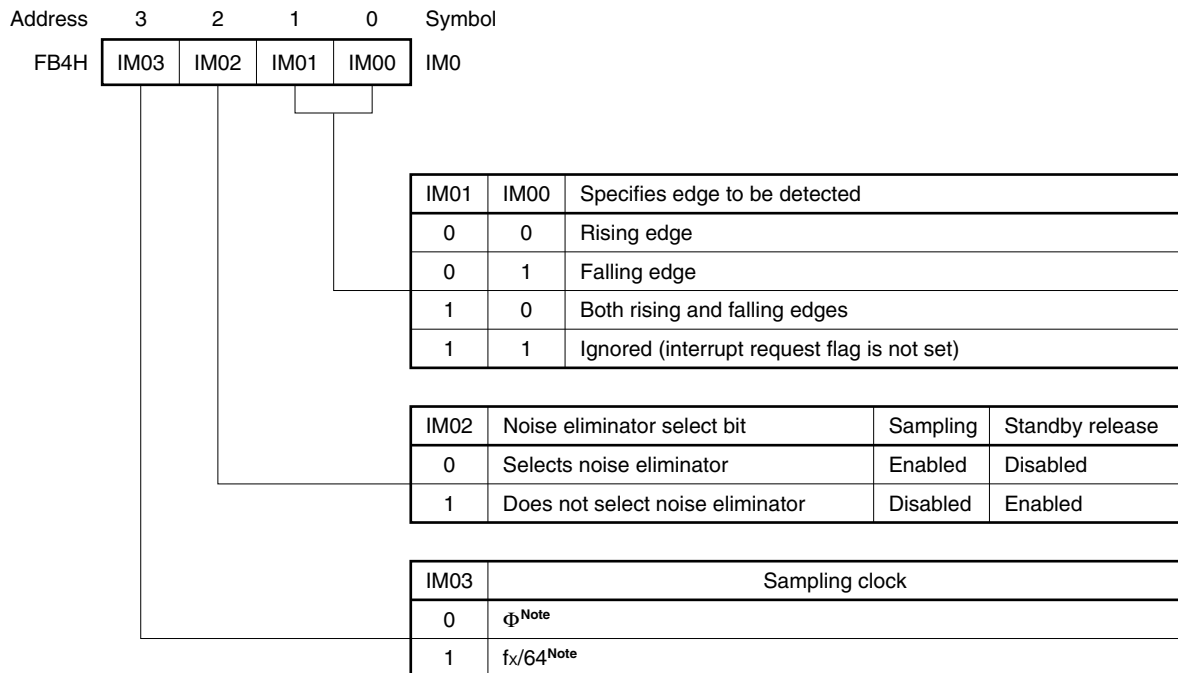 Address 3 2 1 0 Symbol
FB4H IM03 IM02 IM01 IM00 IM0
IM01 IM00 Specifies edge to be detected
0 0 Rising edge
0 1 Falling edge
1 0 Both rising and falling edges
1 1 Ignored (interrupt request flag is not set)
IM02 Noise eliminator select bit Sampling Standby release
0 Selects noise eliminator Enabled Disabled
1 Does not select noise eliminator Disabled Enabled
IM03 Sampling clock
0 Φ Note
1 fx/64 Note